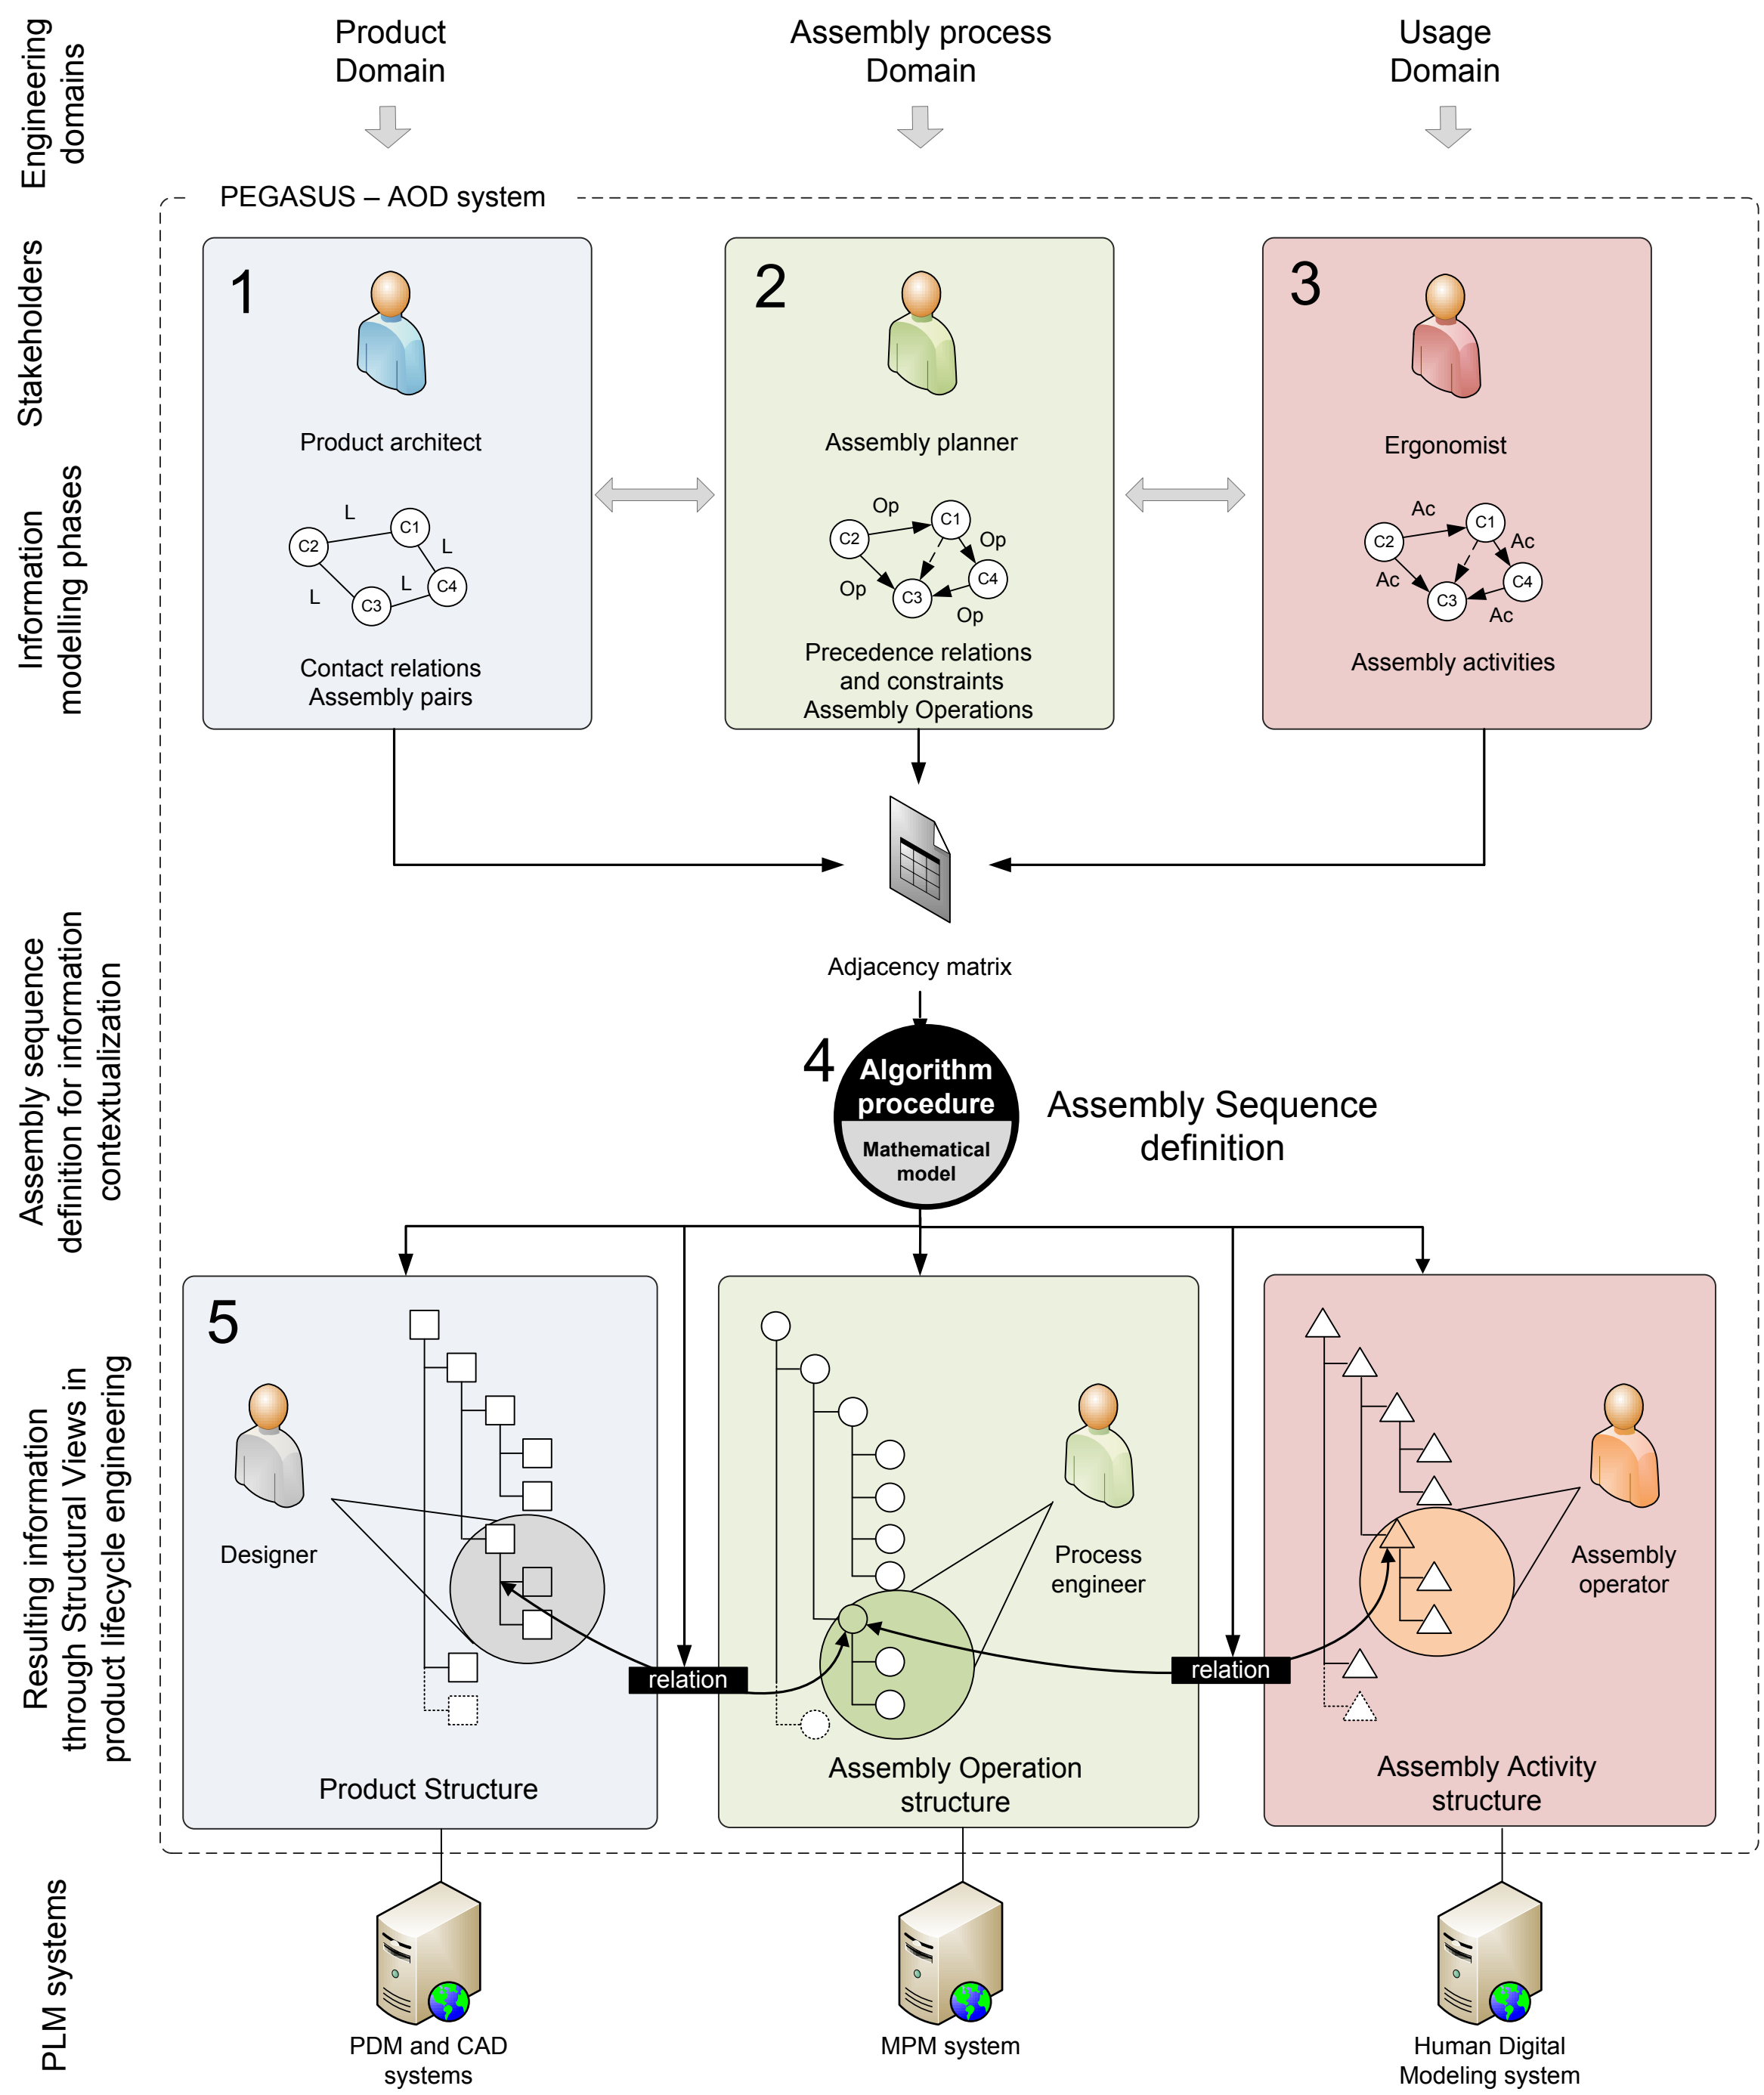 Product
Domain
Assembly process
Domain
Usage
Domain
Engineering
domains
PEGASUS – AOD system
Stakeholders
1
Product architect
2
Assembly planner
3
Ergonomist
Information
modelling phases
L
C1
C2
L
L
C4
L
C3
Contact relations
Assembly pairs
Op
C1
C2
Op
Op
C4
C3
Op
Precedence relations
and constraints
Assembly Operations
Ac
C1
C2
Ac
Ac
C4
C3
Ac
Assembly activities
Assembly sequence
definition for information
contextualization
Adjacency matrix
4
Algorithm
procedure
Mathematical
model
Assembly Sequence
definition
Resulting information
through Structural Views in
product lifecycle engineering
5
Designer
Process
engineer
Assembly
operator
relation
relation
Product Structure
Assembly Operation
structure
Assembly Activity
structure
PLM systems
PDM and CAD
systems
MPM system
Human Digital
Modeling system